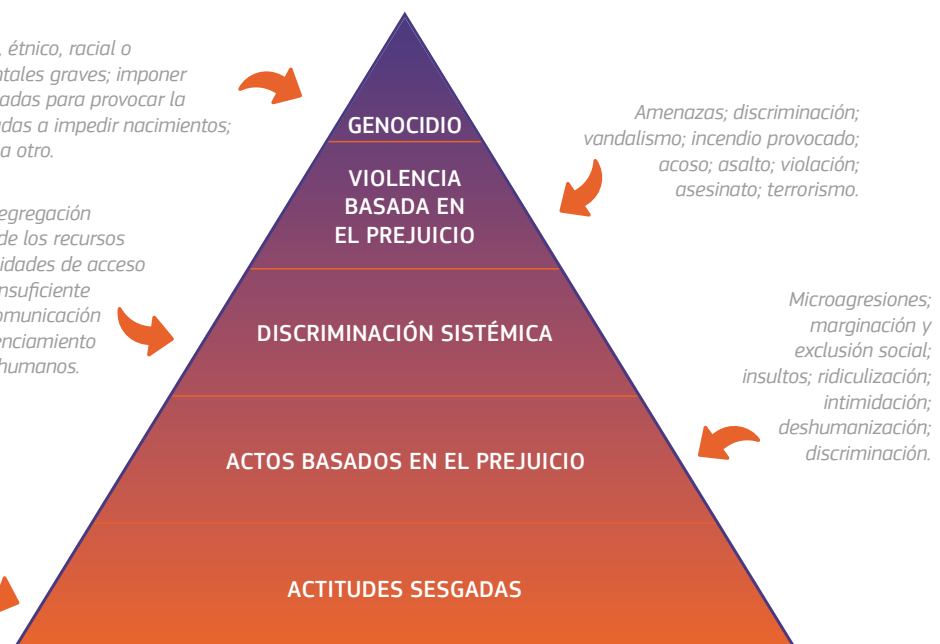 , étnico, racial o
ntales graves; imponer
adas para provocar la
adas a impedir nacimientos;
a otro.
GENOCIDIO
Amenazas; discriminación;
vandalismo; incendio provocado;
acoso; asalto; violación;
asesinato; terrorismo.
VIOLENCIA
BASADA EN
EL PREJUICIO
egregación
de los recursos
idades de acceso
nsuficiente
omunicación
enciamiento
humanos.
DISCRIMINACIÓN SISTÉMICA
Microagresiones;
marginación y
exclusión social;
insultos; ridiculización;
intimidación;
deshumanización;
discriminación.
ACTOS BASADOS EN EL PREJUICIO
ACTITUDES SESGADAS